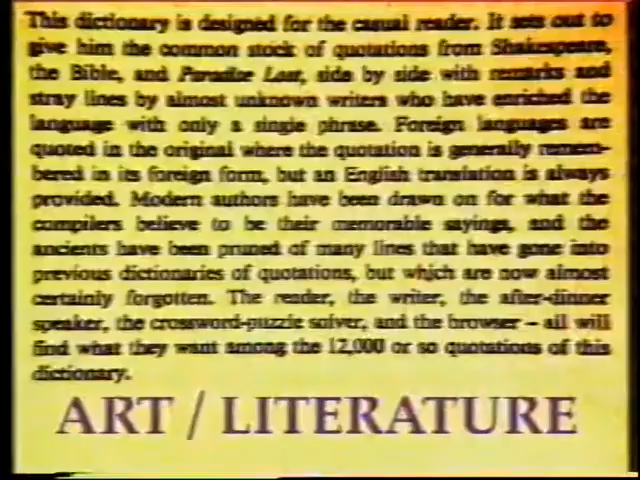 This dictionary is designed for the casual reader. It sets out to
give him the common stock of quotations from Shakespeare,
the Bible, and Paradise Lost, side by side with remarks and
stray lines by almost unknown writers who have enriched the
language with only a single phrase. Foreign languages are
quoted in the original where the quotation is generally remem-
bered in its foreign form, but an English translation is always
provided. Modern authors have been drawn on for what the
compilers believe to be their memorable sayings, and the
ancients have been pruned of many lines that have gone into
previous dictionaries of quotations, but which are now almost
certainly forgotten. The reader, the writer, the after-dinner
speaker, the crossword-puzzle solver, and the browser – all will
find what they want among the 12,000 or so quotations of this
dictionary.
ART / LITERATURE